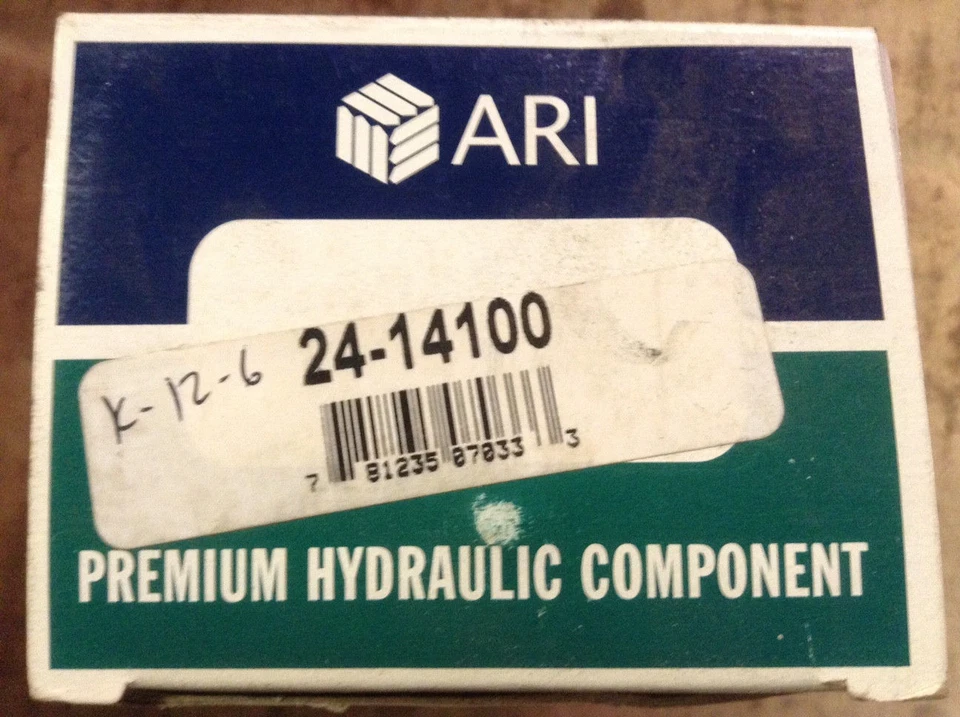 ARI
K-12-6 24-14100
7 81235 07033 3
PREMIUM HYDRAULIC COMPONENT